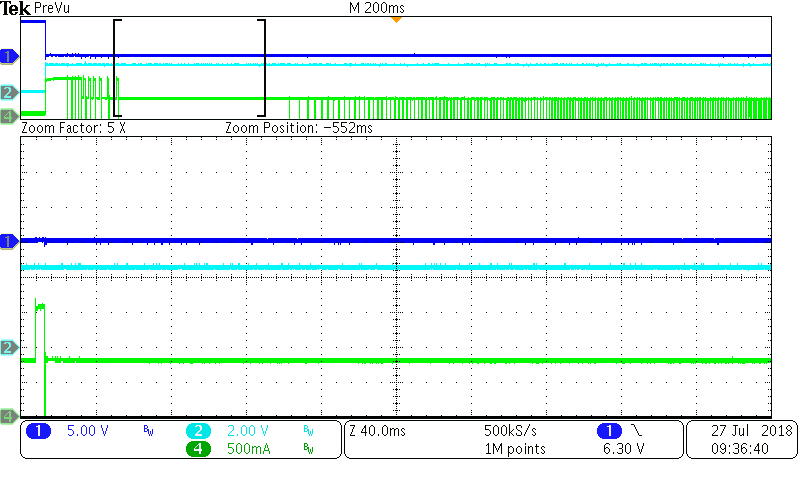 Tek PreVu M 200ms
1
2
4
Zoom Factor: 5 X Zoom Position: -552ms
1
2
4
1 5.00 V BW 2 2.00 V BW Z 40.0ms 500kS/s 1 27 Jul 2018
4 500mA BW 1M points 6.30 V 09:36:40